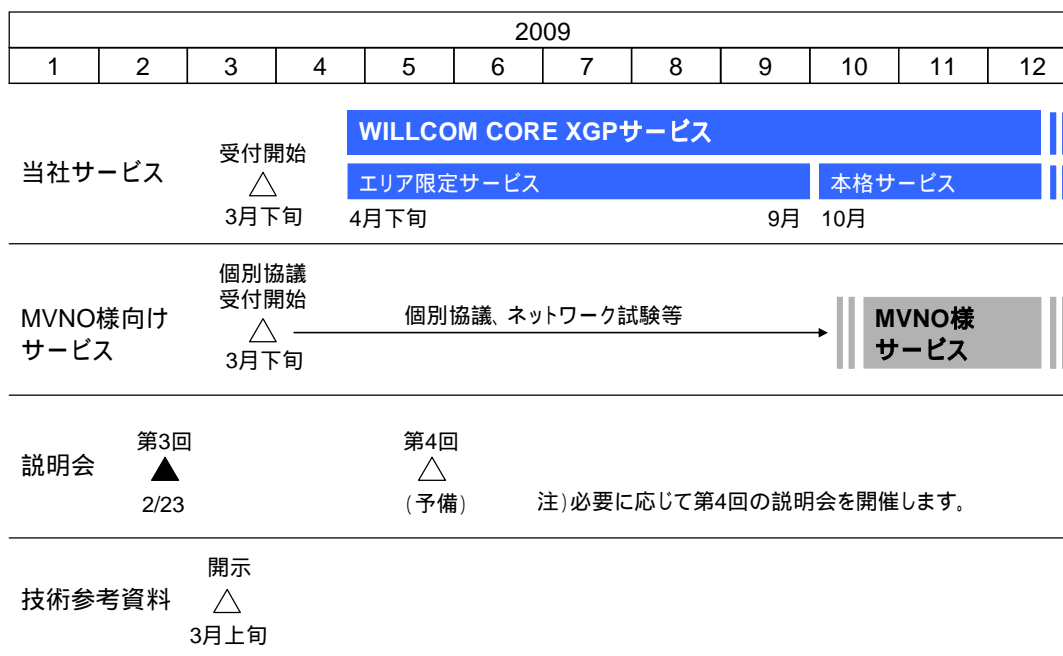 2009
1 2 3 4 5 6 7 8 9 10 11 12
当社サービス
受付開始
△
3月下旬
WILLCOM CORE XGPサービス
エリア限定サービス
本格サービス
4月下旬
9月
10月
MVNO様向け
サービス
個別協議
受付開始
△
3月下旬
個別協議、ネットワーク試験等
MVNO様
サービス
説明会
第3回
▲
2/23
第4回
△
(予備)
注)必要に応じて第4回の説明会を開催します。
技術参考資料
開示
△
3月上旬